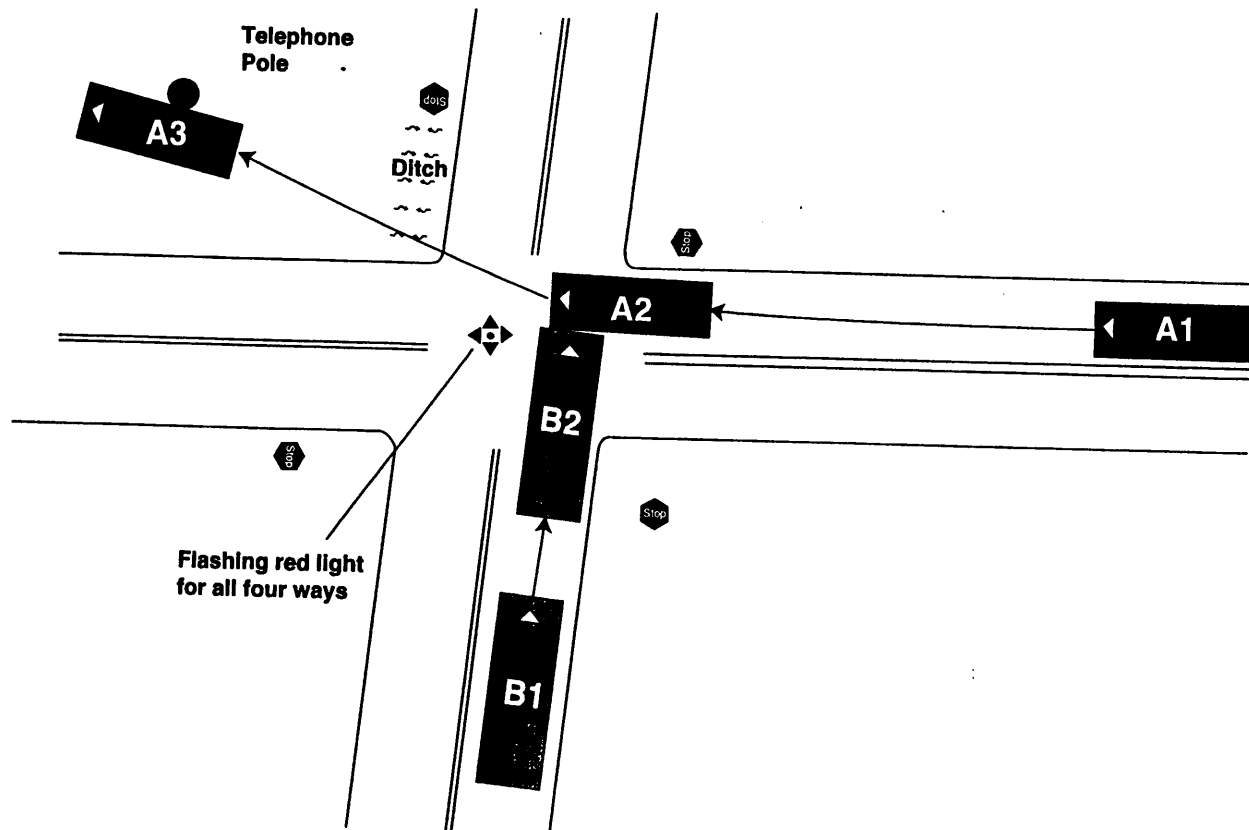 Telephone
Pole
Stop
A3
Ditch
Stop
A2
A1
B2
Stop
Stop
Flashing red light
for all four ways
B1